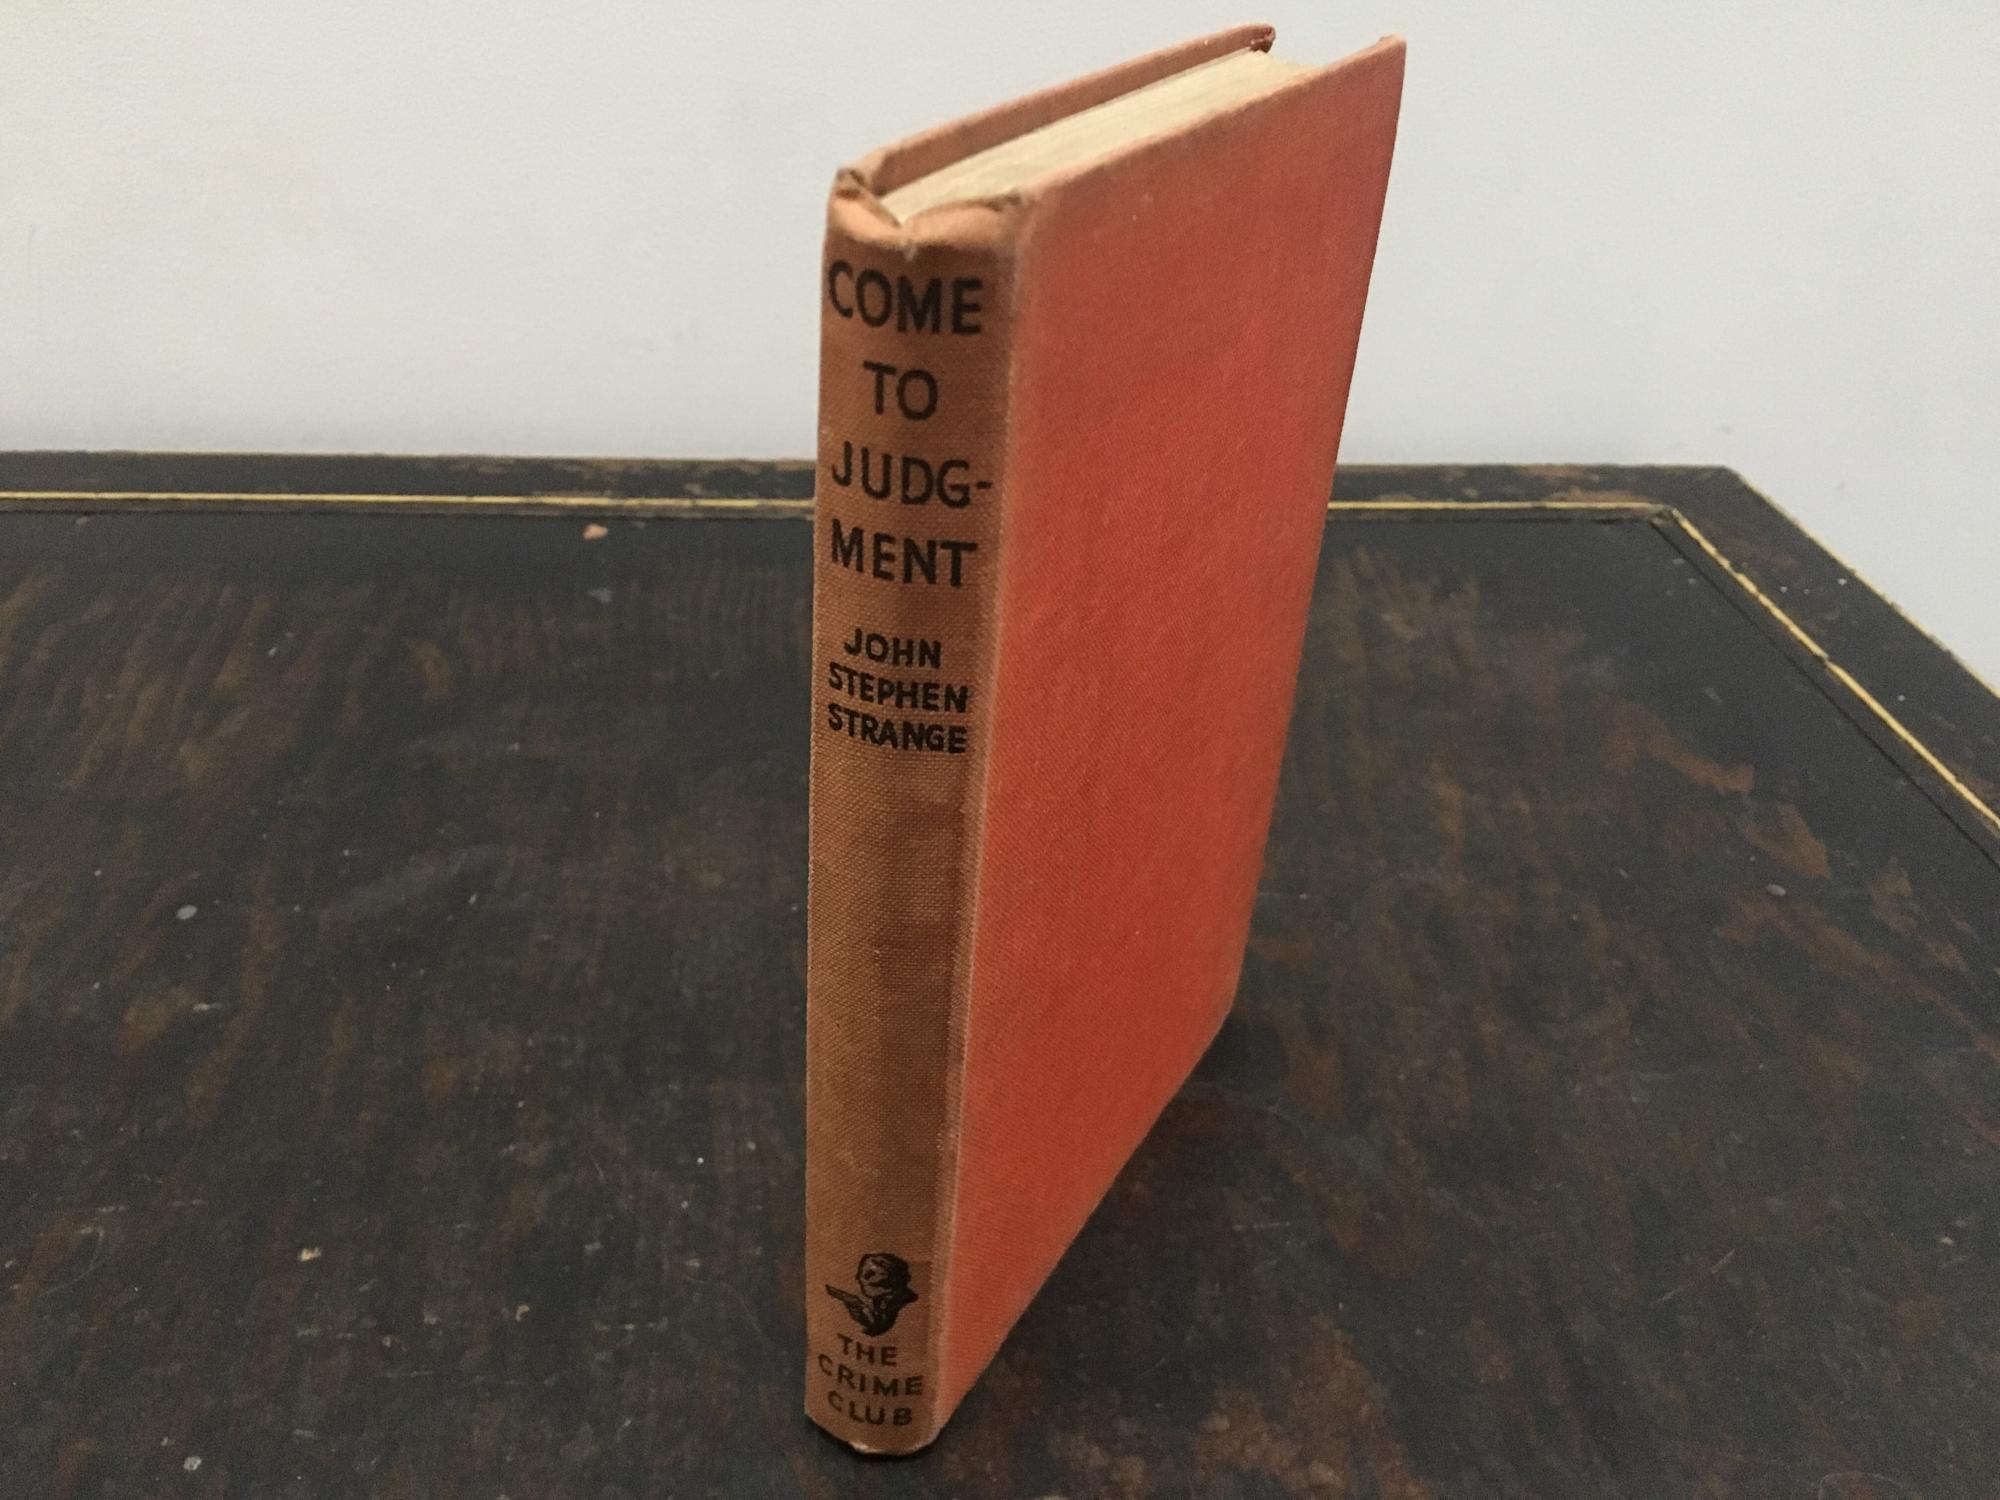 COME
TO
JUDG-
MENT
JOHN
STEPHEN
STRANGE
THE
CRIME
CLUB